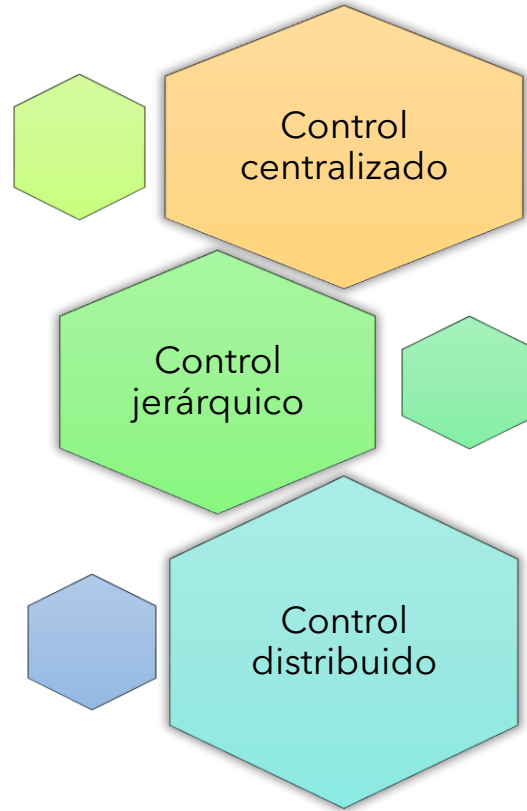 Control
centralizado
Control
jerárquico
Control
distribuido